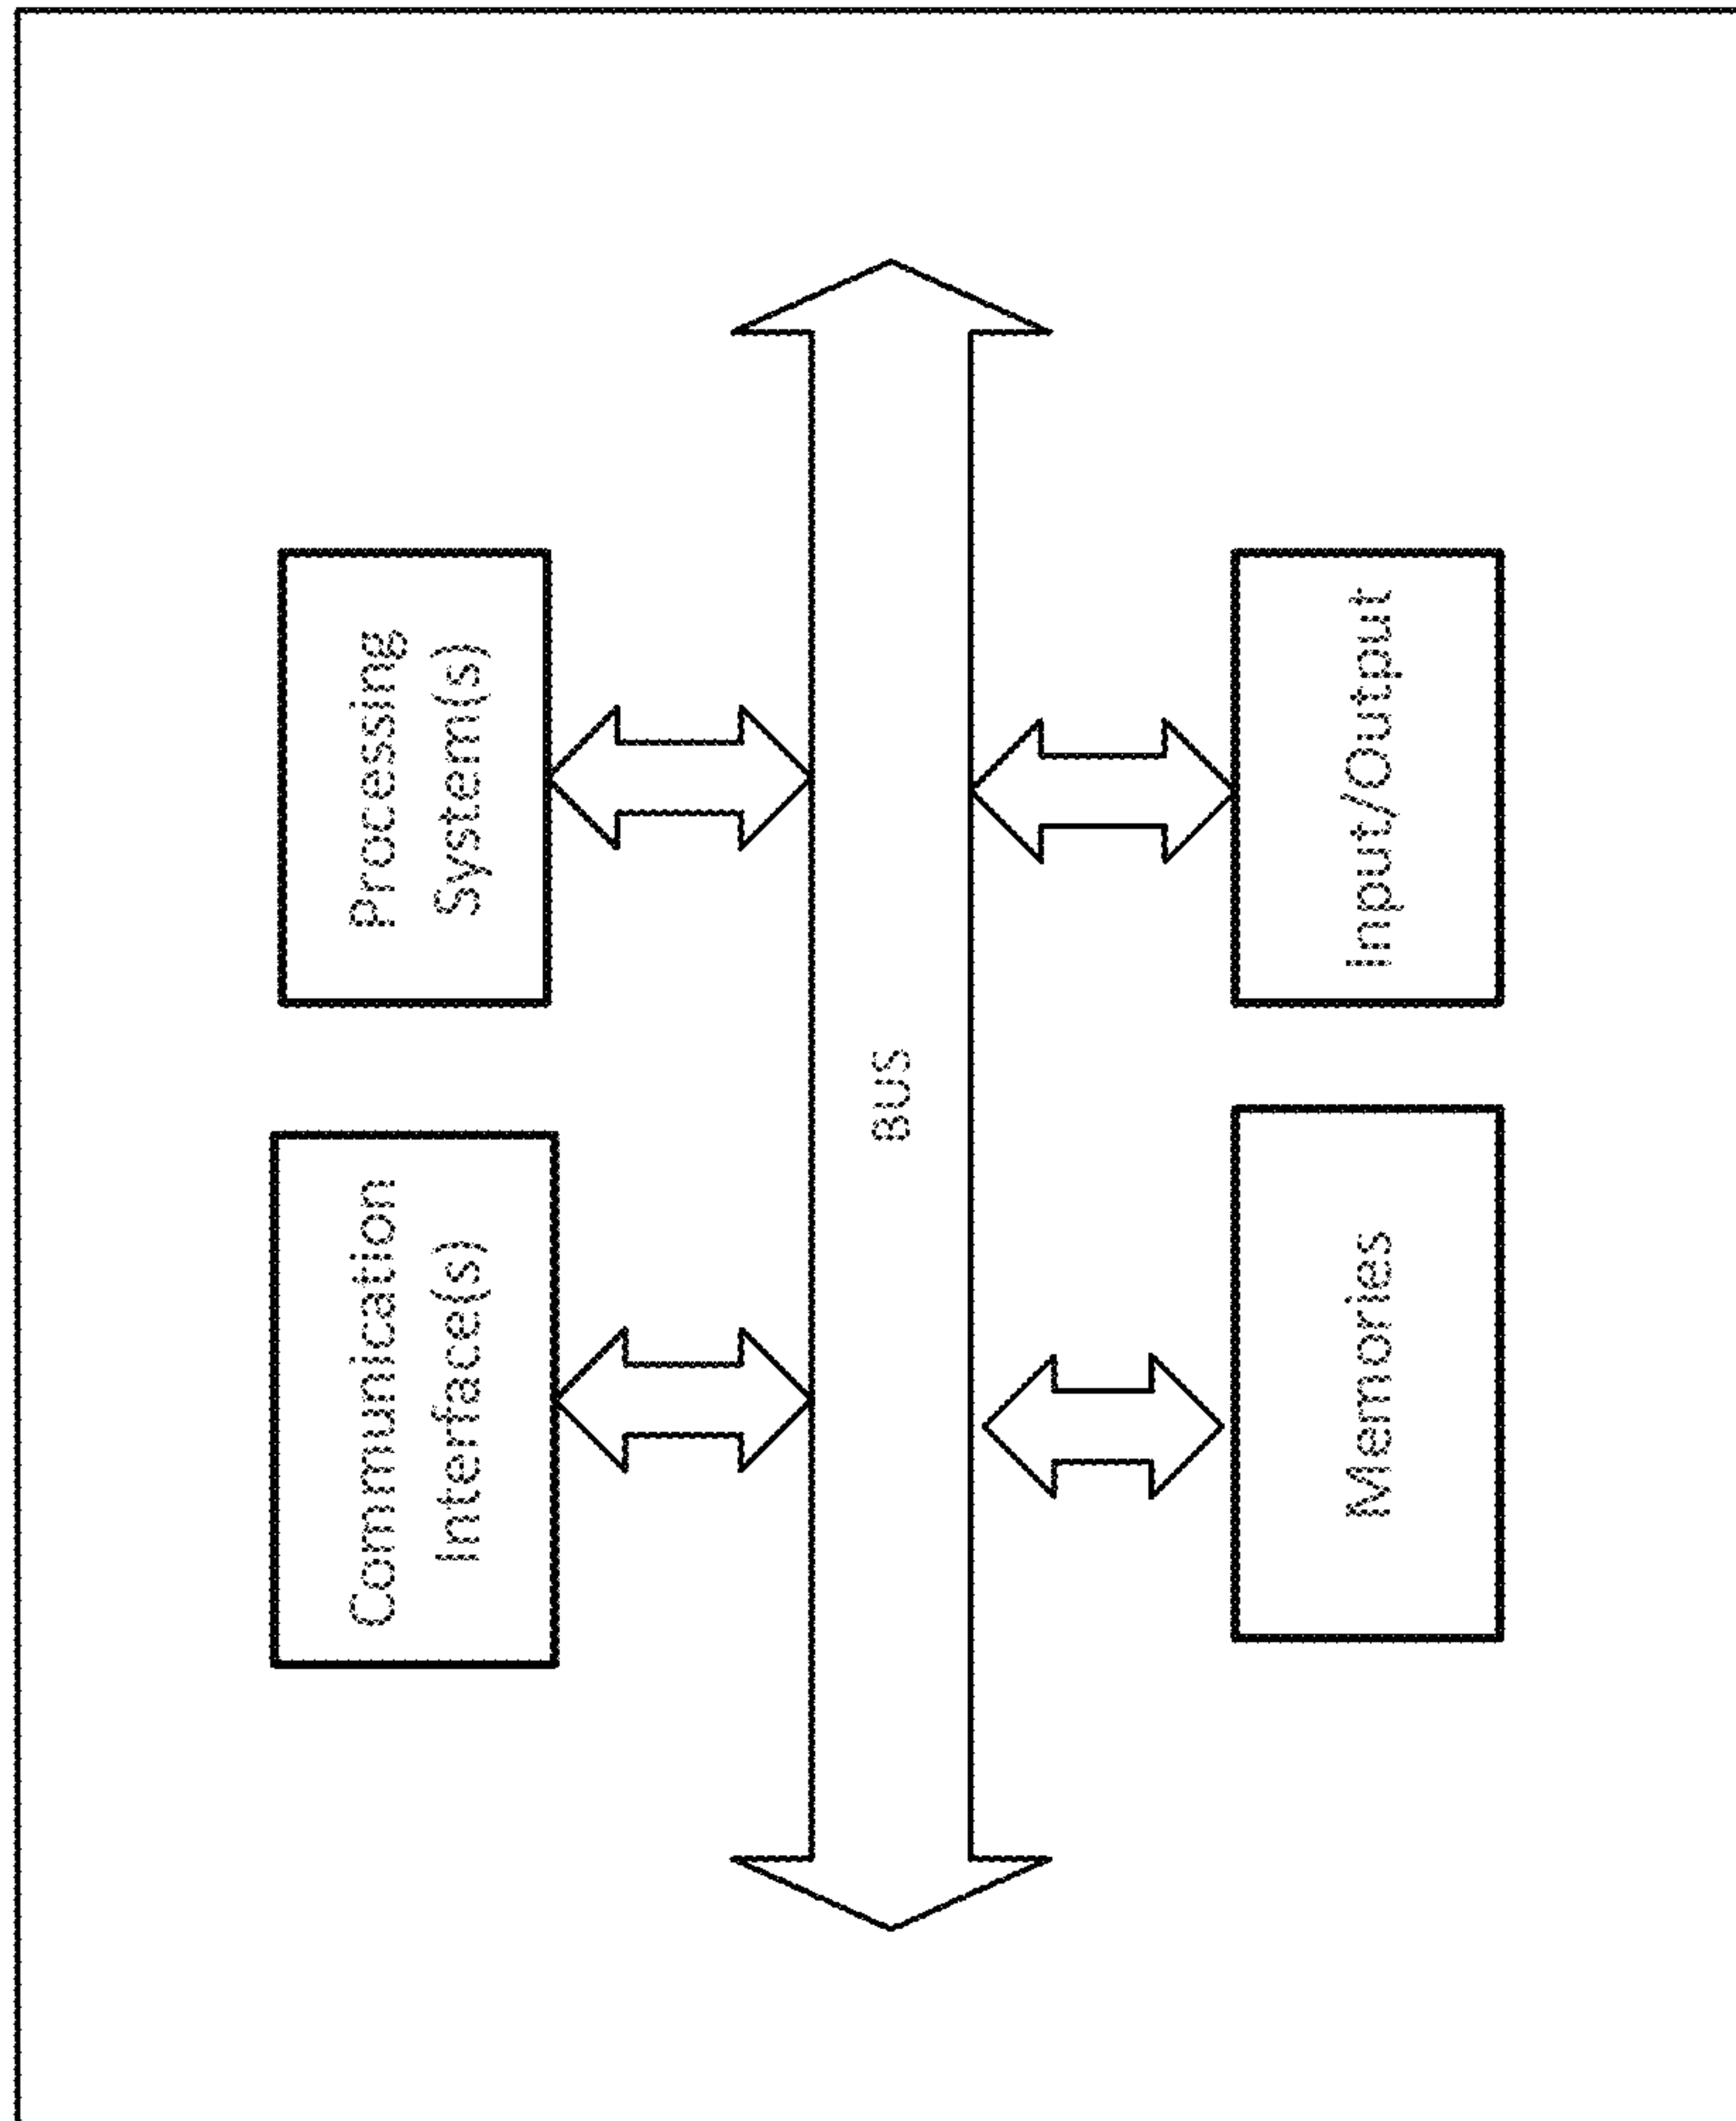 Communication
Interface(s)
Processing
System(s)
BUS
Memories
Input/Output